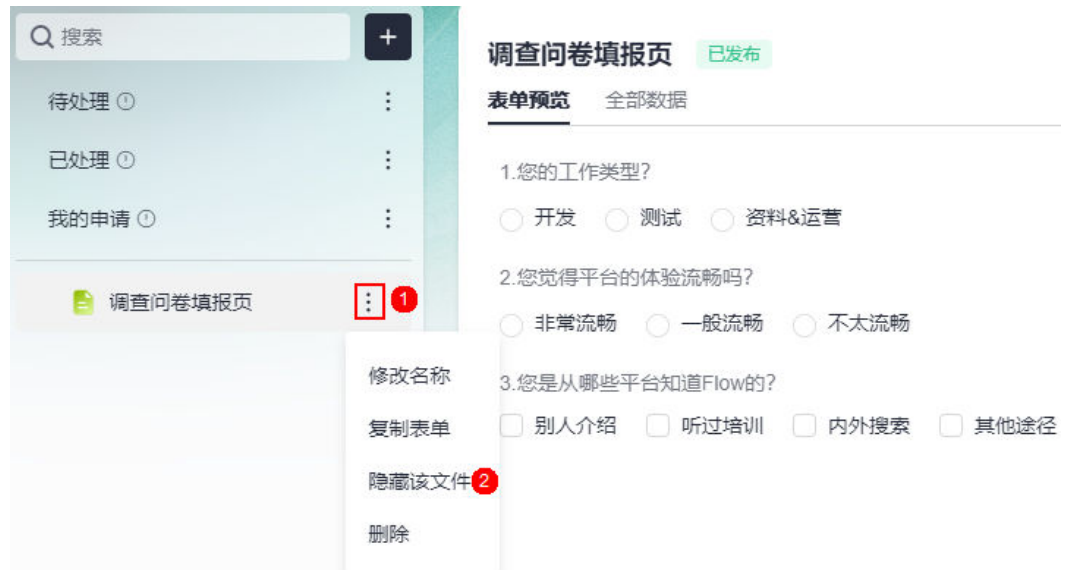 搜索
+
待处理
已处理
我的申请
调查问卷填报页
1
修改名称
复制表单
隐藏该文件 2
删除
调查问卷填报页 已发布
表单预览 全部数据
1.您的工作类型?
开发 测试 资料&运营
2.您觉得平台的体验流畅吗?
非常流畅 一般流畅 不太流畅
3.您是从哪些平台知道Flow的?
别人介绍 听过培训 内外搜索 其他途径